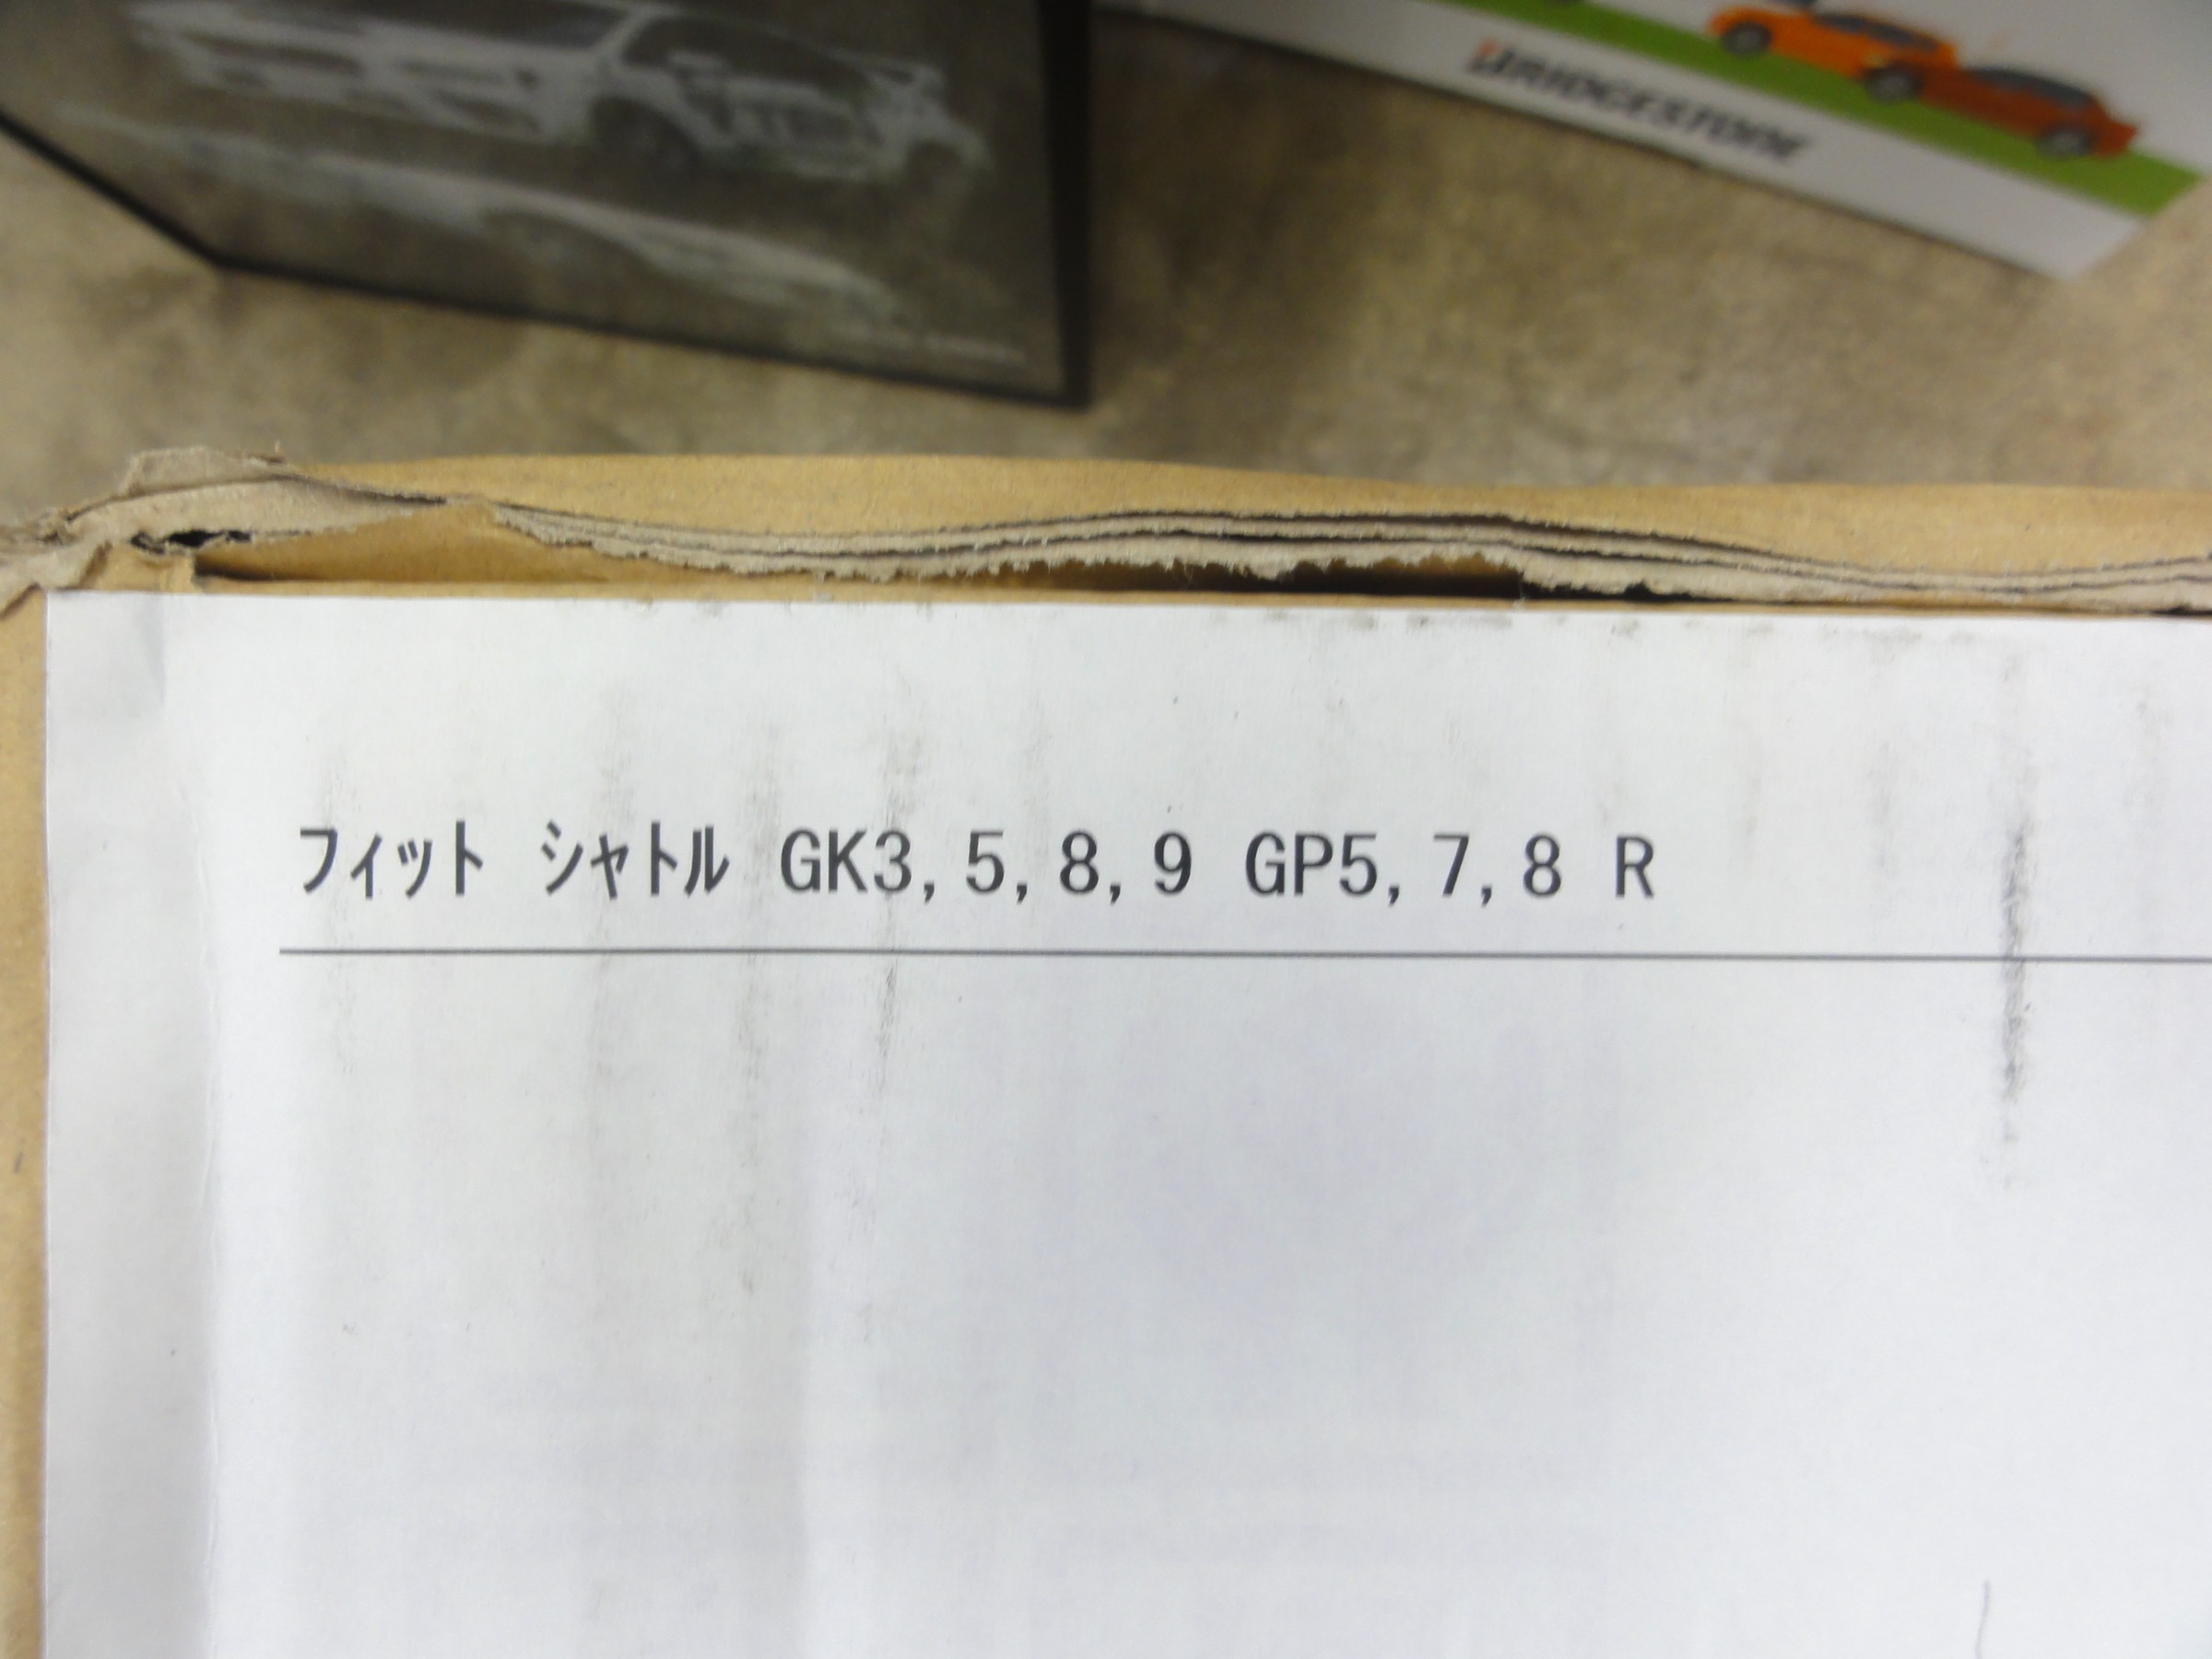 BRIDGESTONE
フィット シャトル GK3, 5, 8, 9 GP5, 7, 8 R